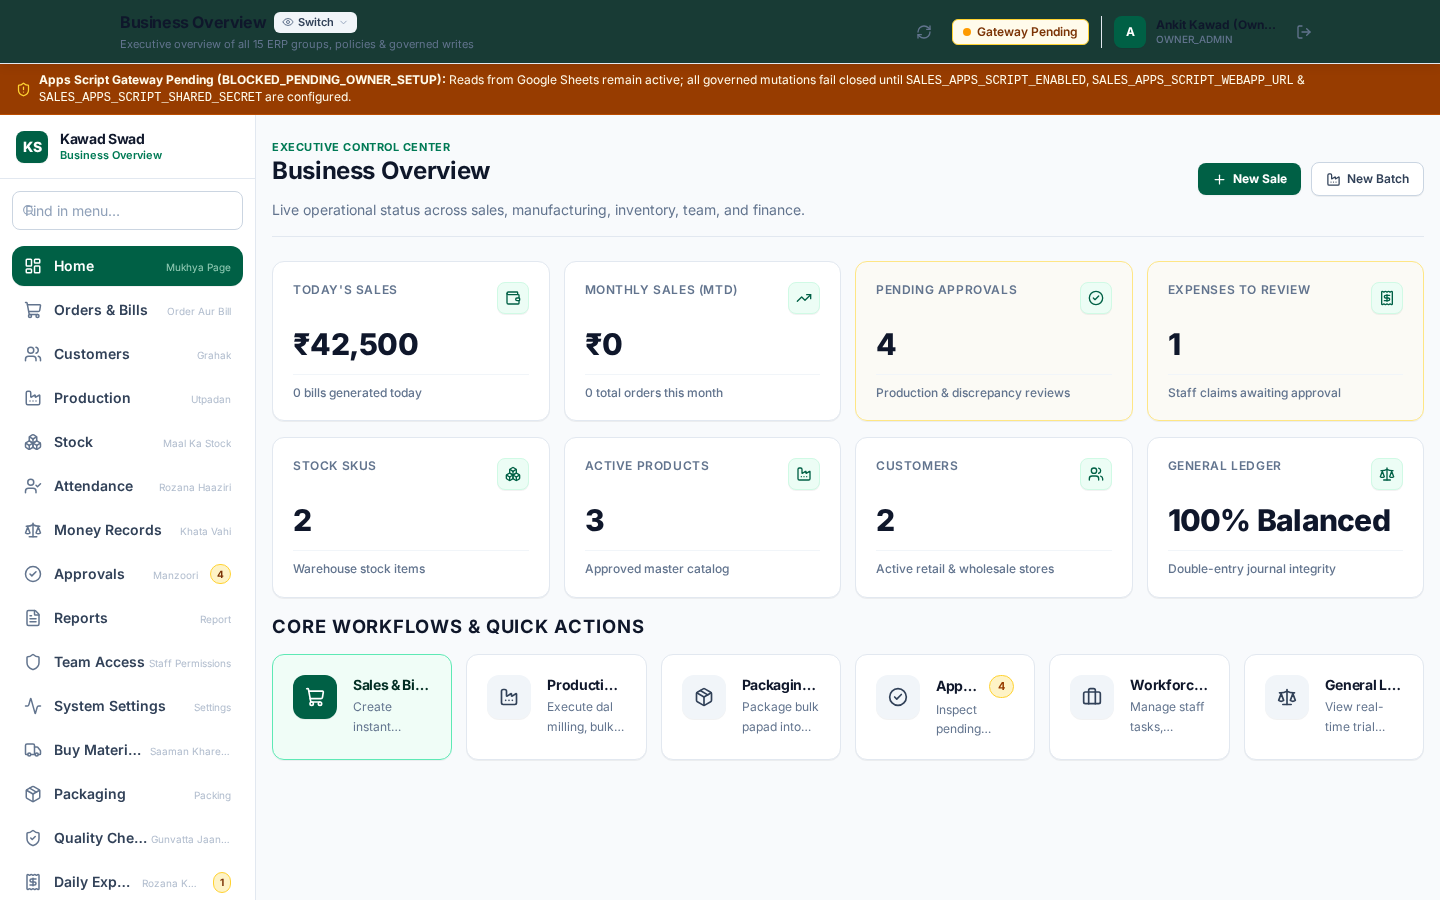 Business Overview Switch
Executive overview of all 15 ERP groups, policies & governed writes
Gateway Pending
A
Ankit Kawad (Own...
OWNER_ADMIN
Apps Script Gateway Pending (BLOCKED_PENDING_OWNER_SETUP): Reads from Google Sheets remain active; all governed mutations fail closed until SALES_APPS_SCRIPT_ENABLED, SALES_APPS_SCRIPT_WEBAPP_URL &
SALES_APPS_SCRIPT_SHARED_SECRET are configured.
KS
Kawad Swad
Business Overview
Find in menu...
Home Mukhya Page
Orders & Bills Order Aur Bill
Customers Grahak
Production Utpadan
Stock Maal Ka Stock
Attendance Rozana Haaziri
Money Records Khata Vahi
Approvals Manzoori 4
Reports Report
Team Access Staff Permissions
System Settings Settings
Buy Materi... Saaman Khare...
Packaging Packing
Quality Che... Gunvatta Jaan...
Daily Exp... Rozana K... 1
EXECUTIVE CONTROL CENTER
Business Overview
Live operational status across sales, manufacturing, inventory, team, and finance.
New Sale
New Batch
TODAY'S SALES
₹42,500
0 bills generated today
MONTHLY SALES (MTD)
₹0
0 total orders this month
PENDING APPROVALS
4
Production & discrepancy reviews
EXPENSES TO REVIEW
1
Staff claims awaiting approval
STOCK SKUS
2
Warehouse stock items
ACTIVE PRODUCTS
3
Approved master catalog
CUSTOMERS
2
Active retail & wholesale stores
GENERAL LEDGER
100% Balanced
Double-entry journal integrity
CORE WORKFLOWS & QUICK ACTIONS
Sales & Bi...
Create
instant...
Producti...
Execute dal
milling, bulk...
Packagin...
Package bulk
papad into...
App... 4
Inspect
pending...
Workforc...
Manage staff
tasks,...
General L...
View real-
time trial...